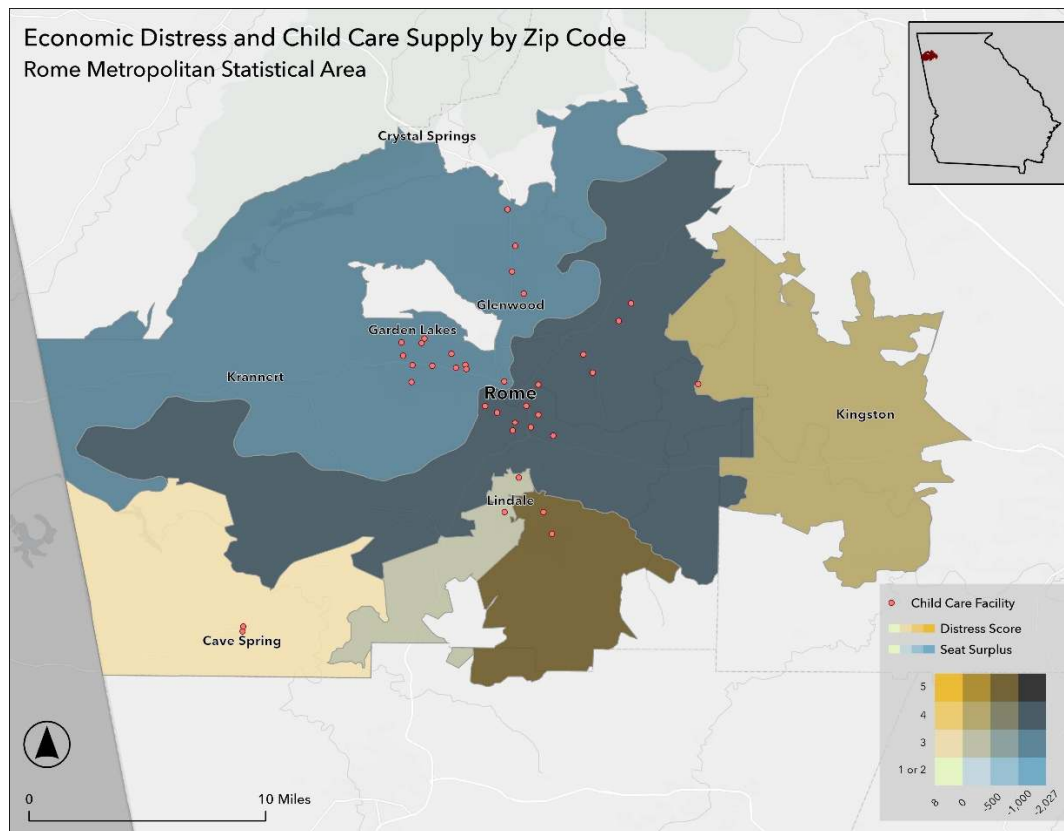 Economic Distress and Child Care Supply by Zip Code
Rome Metropolitan Statistical Area
Crystal Springs
Glenwood
Garden Lakes
Krannert
Rome
Kingston
Lindale
Cave Spring
Child Care Facility
Distress Score
Seat Surplus
5
4
3
1 or 2
8
0
-500
-1,000
-2,027
0
10 Miles